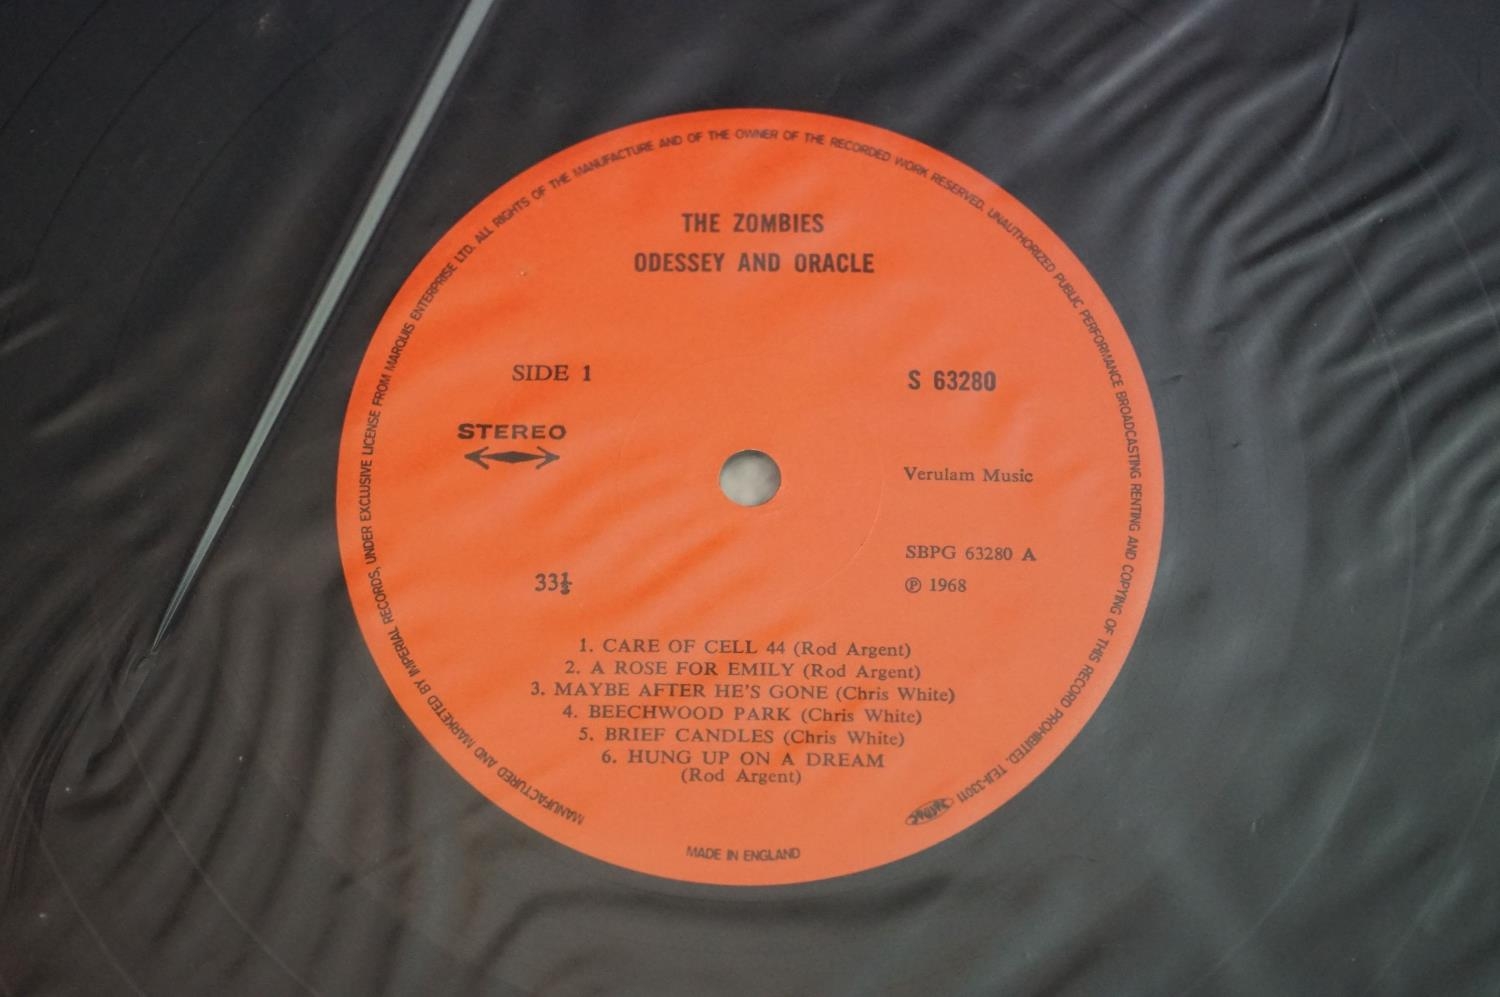 MANUFACTURED AND MARKETED BY IMPERIAL RECORDS, UNDER EXCLUSIVE LICENSE FROM MARQUIS ENTERPRISE LTD. ALL RIGHTS OF THE MANUFACTURE AND OF THE OWNER OF THE RECORDED WORK RESERVED. UNAUTHORIZED PUBLIC PERFORMANCE BROADCASTING RENTING AND COPYING OF THIS RECORD PROHIBITED. TEJI-33011
THE ZOMBIES
ODESSEY AND ORACLE
SIDE 1
S 63280
STEREO
Verulam Music
SBPG 63280 A
33⅓
℗ 1968
1. CARE OF CELL 44 (Rod Argent)
2. A ROSE FOR EMILY (Rod Argent)
3. MAYBE AFTER HE'S GONE (Chris White)
4. BEECHWOOD PARK (Chris White)
5. BRIEF CANDLES (Chris White)
6. HUNG UP ON A DREAM
(Rod Argent)
MADE IN ENGLAND